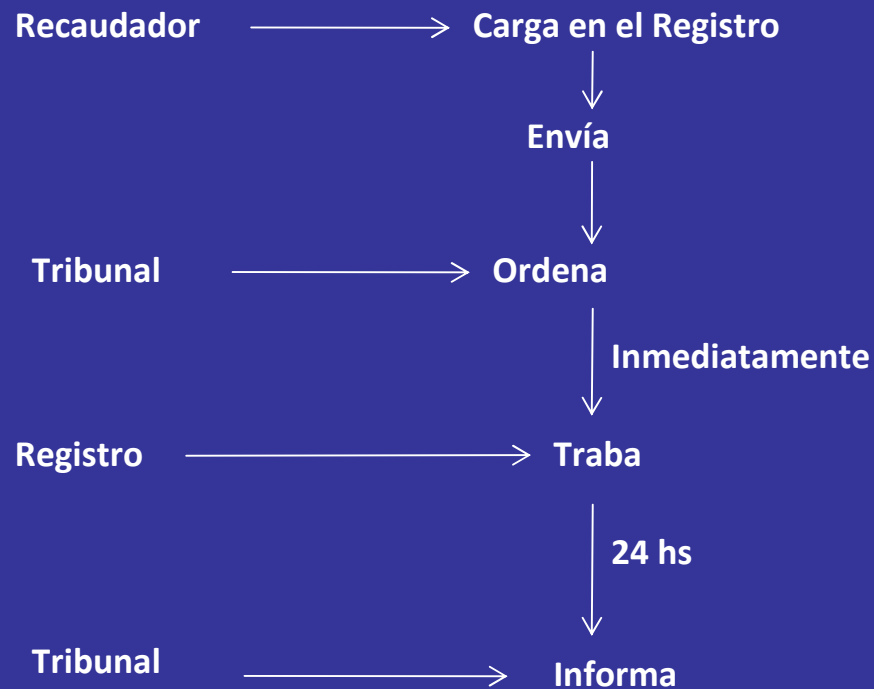 Recaudador
Carga en el Registro
Envía
Tribunal
Ordena
Inmediatamente
Registro
Traba
24 hs
Tribunal
Informa